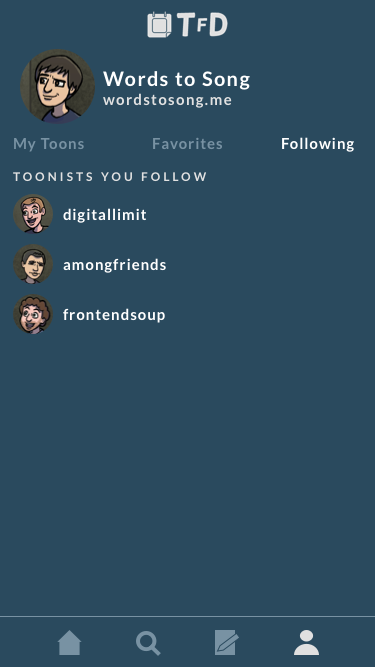 TFD
Words to Song
wordstosong.me
My Toons Favorites Following
TOONISTS YOU FOLLOW
digitallimit
amongfriends
frontendsoup